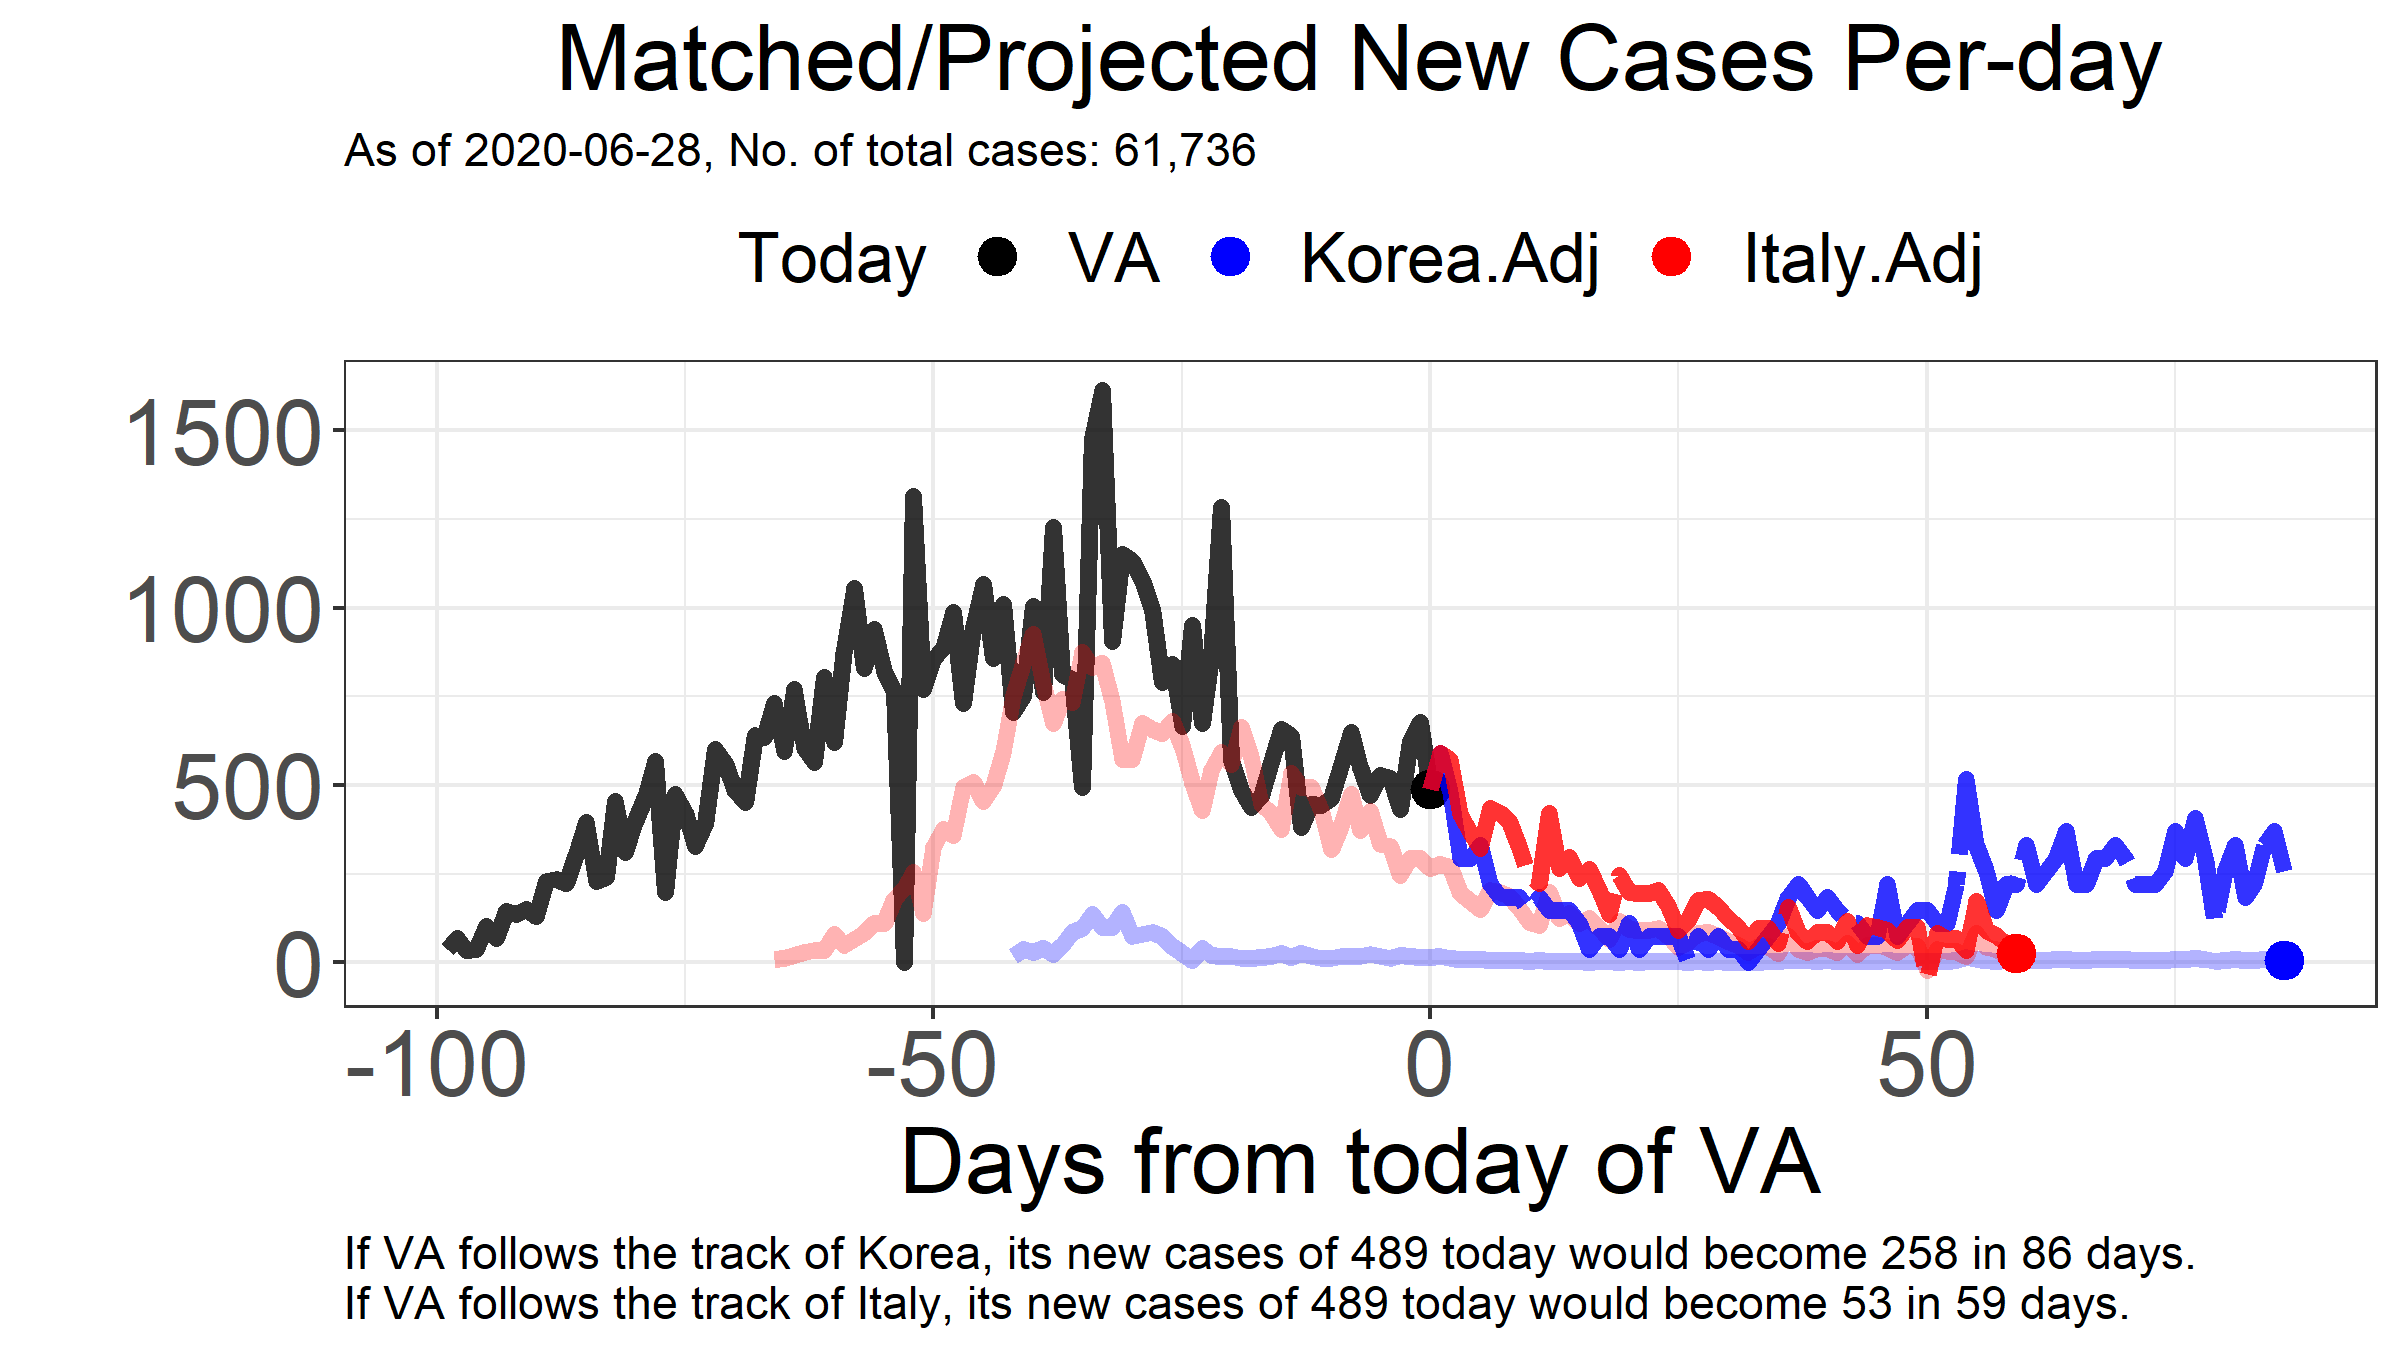 Matched/Projected New Cases Per-day
As of 2020-06-28, No. of total cases: 61,736
Today VA Korea.Adj Italy.Adj
1500
1000
500
0
-100 -50 0 50
Days from today of VA
If VA follows the track of Korea, its new cases of 489 today would become 258 in 86 days.
If VA follows the track of Italy, its new cases of 489 today would become 53 in 59 days.